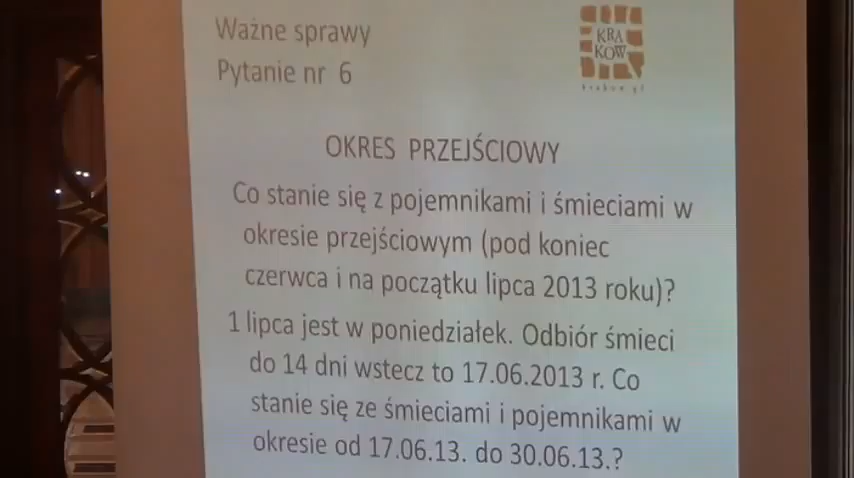 Ważne sprawy
Pytanie nr 6
KRA
KOW
krakow.pl
OKRES PRZEJŚCIOWY
Co stanie się z pojemnikami i śmieciami w
okresie przejściowym (pod koniec
czerwca i na początku lipca 2013 roku)?
1 lipca jest w poniedziałek. Odbiór śmieci
do 14 dni wstecz to 17.06.2013 r. Co
stanie się ze śmieciami i pojemnikami w
okresie od 17.06.13. do 30.06.13.?